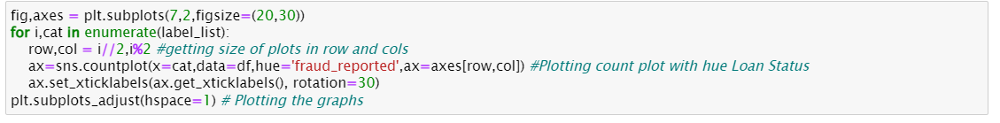 fig,axes = plt.subplots(7,2,figsize=(20,30))
for i,cat in enumerate(label_list):
    row,col = i//2,i%2 #getting size of plots in row and cols
    ax=sns.countplot(x=cat,data=df,hue='fraud_reported',ax=axes[row,col]) #Plotting count plot with hue Loan Status
    ax.set_xticklabels(ax.get_xticklabels(), rotation=30)
plt.subplots_adjust(hspace=1) # Plotting the graphs